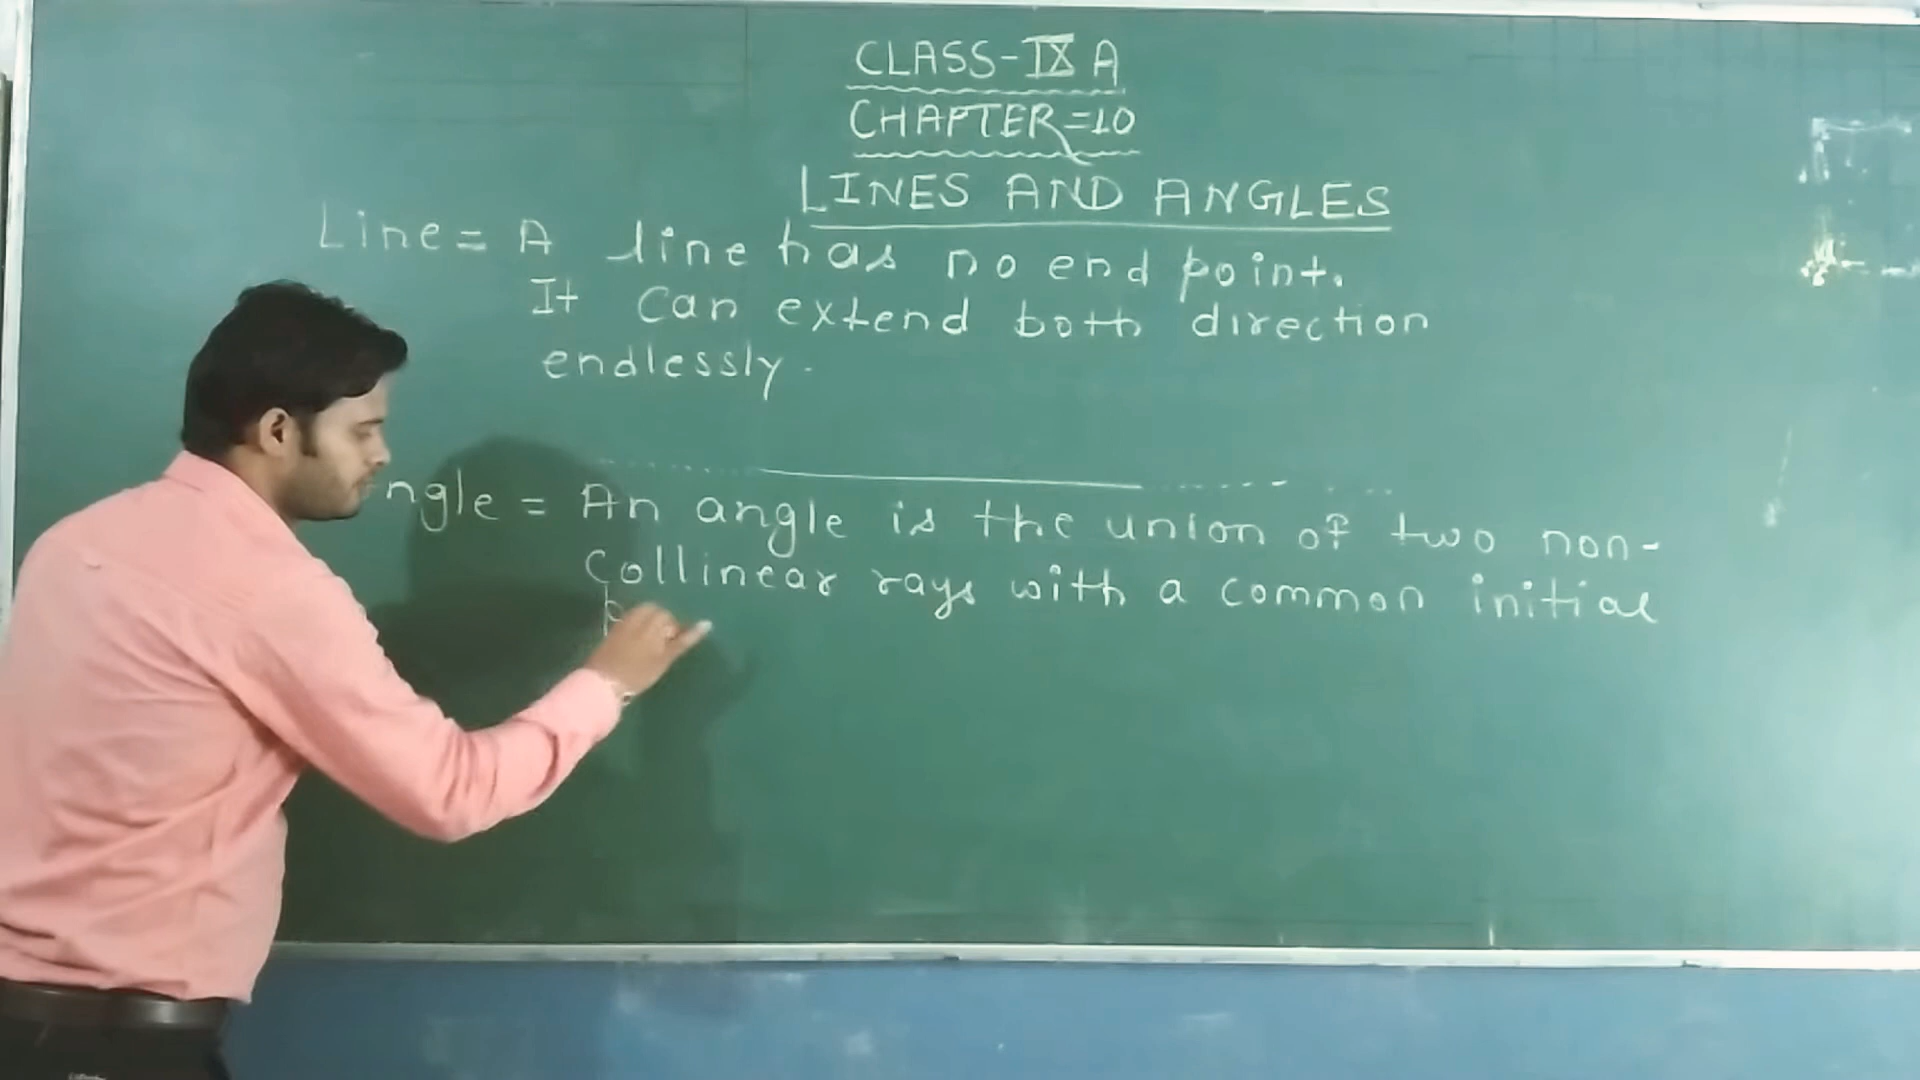 CLASS-IX A
CHAPTER=10
LINES AND ANGLES
Line = A line has no end point.
It can extend both direction
endlessly.
ngle = An angle is the union of two non-
collinear rays with a common initial